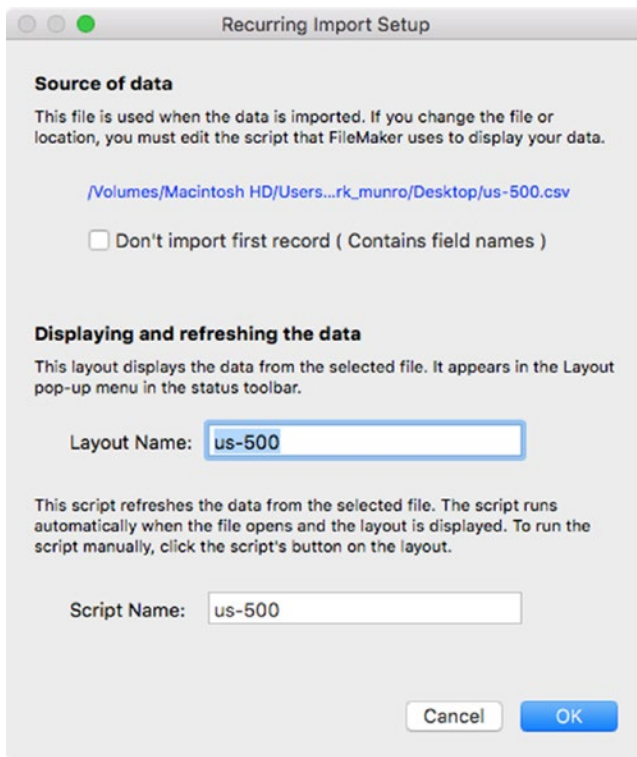 Recurring Import Setup
Source of data
This file is used when the data is imported. If you change the file or
location, you must edit the script that FileMaker uses to display your data.
/Volumes/Macintosh HD/Users...rk_munro/Desktop/us-500.csv
Don't import first record ( Contains field names )
Displaying and refreshing the data
This layout displays the data from the selected file. It appears in the Layout
pop-up menu in the status toolbar.
Layout Name: us-500
This script refreshes the data from the selected file. The script runs
automatically when the file opens and the layout is displayed. To run the
script manually, click the script's button on the layout.
Script Name: us-500
Cancel OK